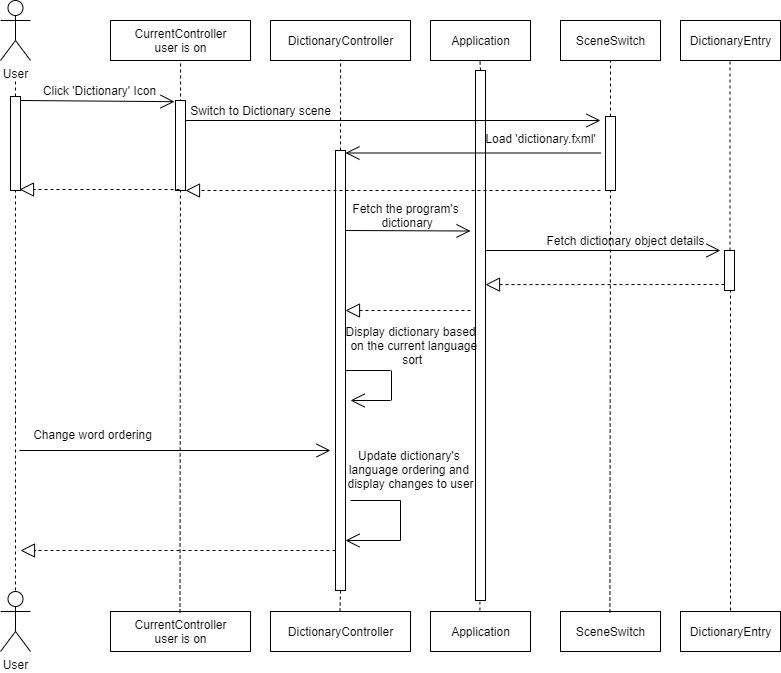 CurrentController
user is on
DictionaryController
Application
SceneSwitch
DictionaryEntry
User
Click 'Dictionary' Icon
Switch to Dictionary scene
Load 'dictionary.fxml'
Fetch the program's
dictionary
Fetch dictionary object details
Display dictionary based
on the current language
sort
Change word ordering
Update dictionary's
language ordering and
display changes to user
CurrentController
user is on
DictionaryController
Application
SceneSwitch
DictionaryEntry
User